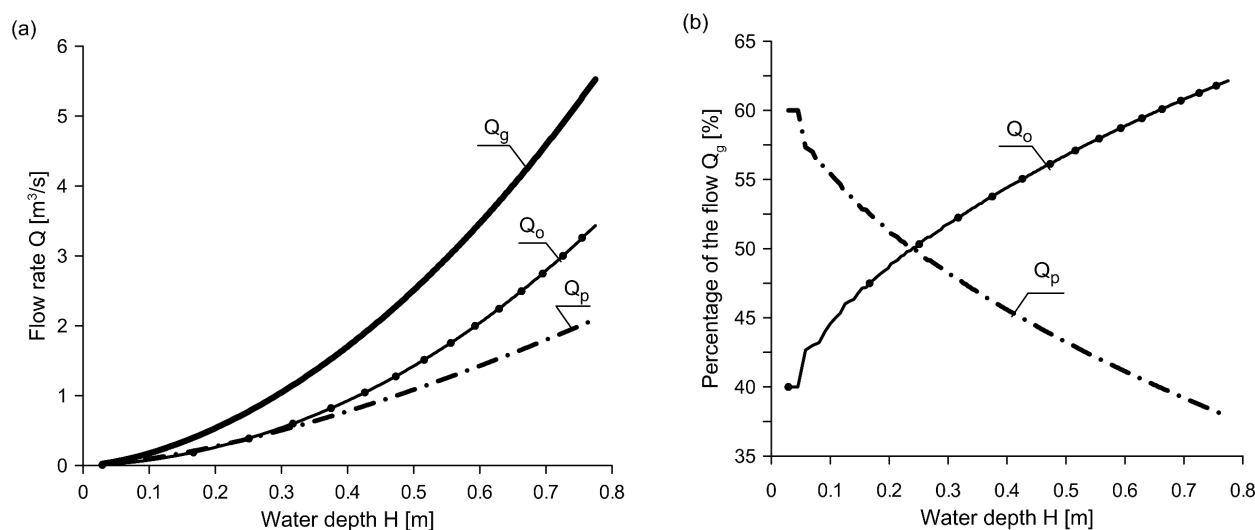 (a)
6
5
4
3
2
1
0
Flow rate Q [m³/s]
Qg
Qo
Qp
0 0.1 0.2 0.3 0.4 0.5 0.6 0.7 0.8
Water depth H [m]
(b)
65
60
55
50
45
40
35
Percentage of the flow Qg [%]
Qo
Qp
0 0.1 0.2 0.3 0.4 0.5 0.6 0.7 0.8
Water depth H [m]